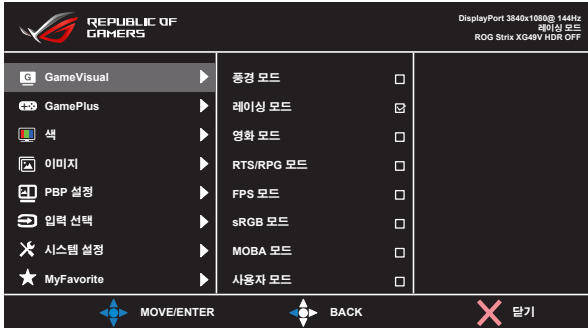 REPUBLIC OF
GAMERS
DisplayPort 3840x1080@ 144Hz
레이싱 모드
ROG Strix XG49V HDR OFF
G GameVisual
GamePlus
색
이미지
PBP 설정
입력 선택
시스템 설정
MyFavorite
풍경 모드
레이싱 모드
영화 모드
RTS/RPG 모드
FPS 모드
sRGB 모드
MOBA 모드
사용자 모드
MOVE/ENTER
BACK
닫기